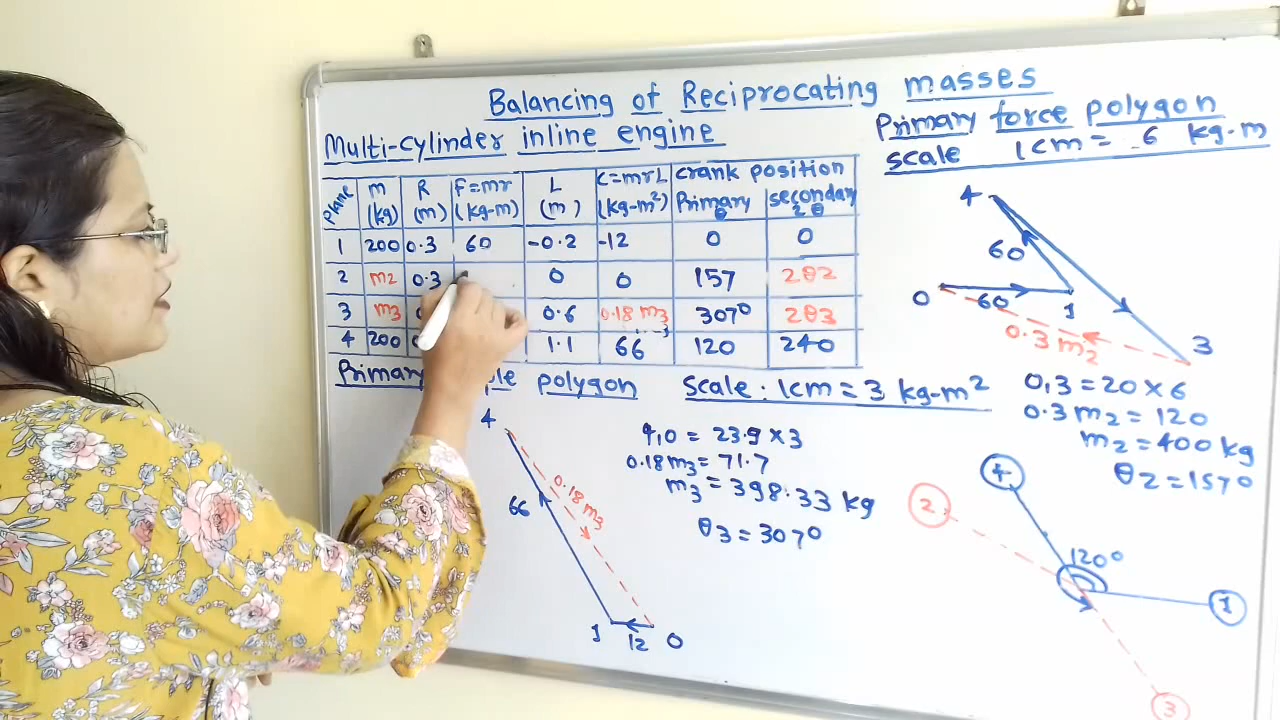 Balancing of Reciprocating masses
Multi-cylinder inline engine
Plane m (kg) R (m) F=mr (kg-m) L (m) C=mrL (kg-m²) crank position Primary θ secondary 2θ
1 200 0.3 60 -0.2 -12 0 0
2 m2 0.3 0 0 157 2θ2
3 m3 0.6 0.18 m3 307° 2θ3
4 200 1.1 66 120 240
Primary polygon Scale : 1cm = 3 kg-m²
4 66 0.18 m3 1 12 0
4,0 = 23.9 × 3
0.18m3 = 71.7
m3 = 398.33 kg
θ3 = 307°
Primary force polygon
scale 1cm = 6 kg-m
4 60 0 60 1 0.3 m2 3
0,3 = 20 × 6
0.3 m2 = 120
m2 = 400 kg
θ2 = 157°
4 2 120° 1 3